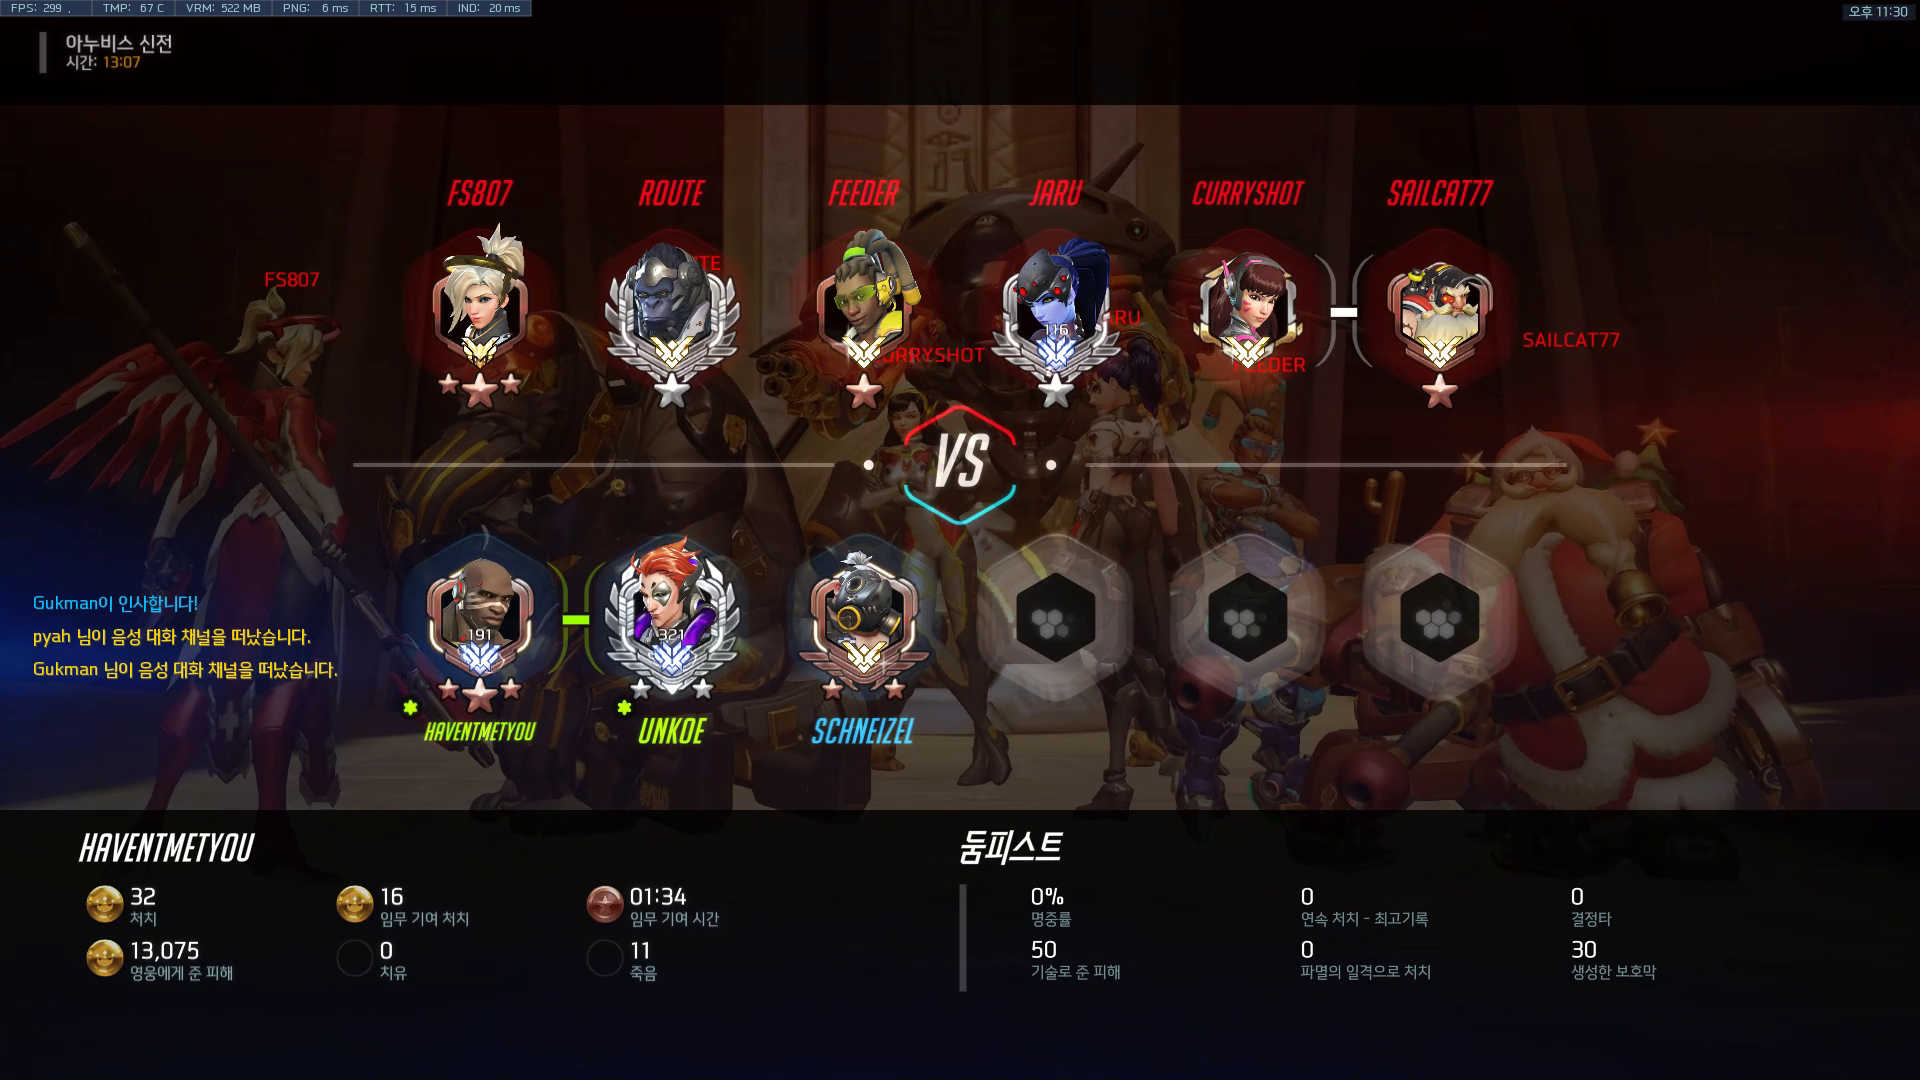 FPS: 299 . TMP: 67 C VRM: 522 MB PNG: 6 ms RTT: 15 ms IND: 20 ms
오후 11:30
아누비스 신전
시간: 13:07
FS807 ROUTE FEEDER JARU CURRYSHOT SAILCAT77
FS807
SAILCAT77
116
VS
Gukman이 인사합니다!
pyah 님이 음성 대화 채널을 떠났습니다.
Gukman 님이 음성 대화 채널을 떠났습니다.
191 321
HAVENTMETYOU UNKOE SCHNEIZEL
HAVENTMETYOU
32 16 01:34
처치 임무 기여 처치 임무 기여 시간
13,075 0 11
영웅에게 준 피해 치유 죽음
둠피스트
0% 0 0
명중률 연속 처치 - 최고기록 결정타
50 0 30
기술로 준 피해 파멸의 일격으로 처치 생성한 보호막